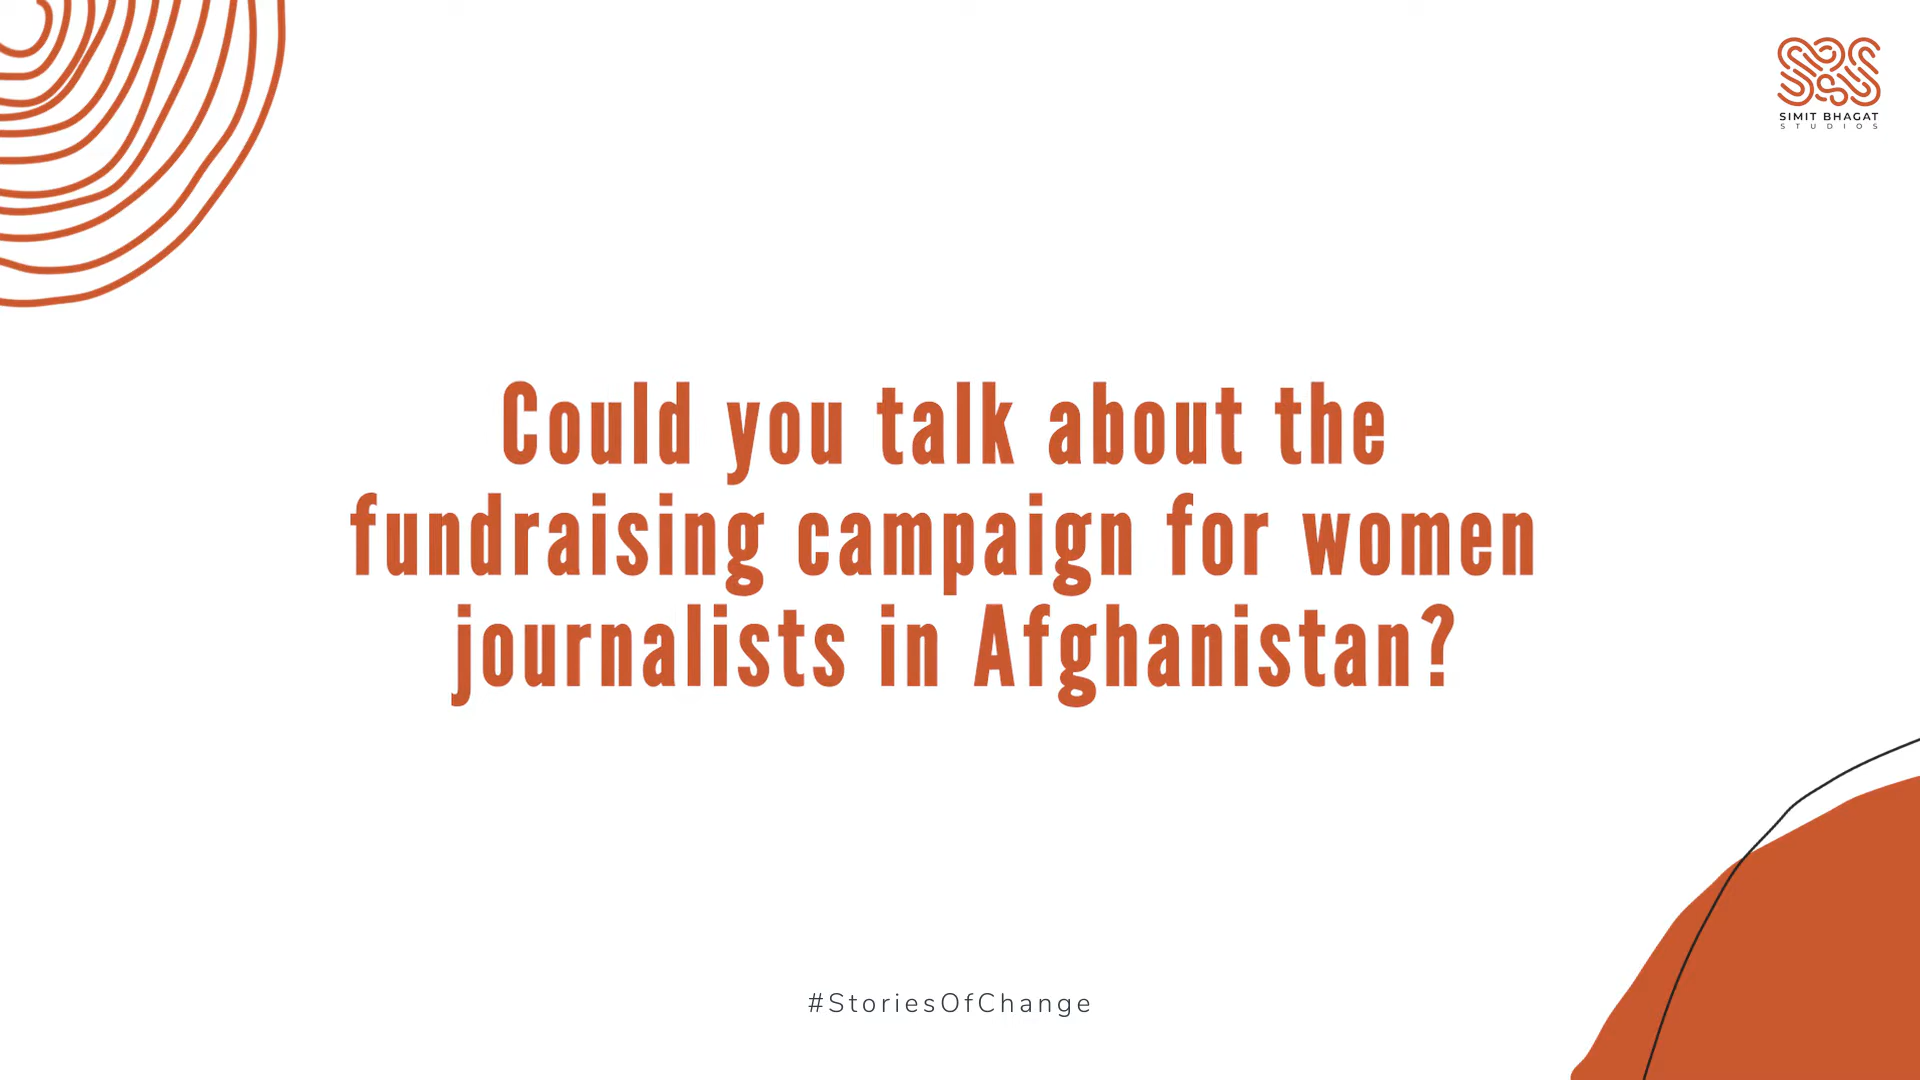 SIMIT BHAGAT
STUDIOS
Could you talk about the
fundraising campaign for women
journalists in Afghanistan?
#StoriesOfChange